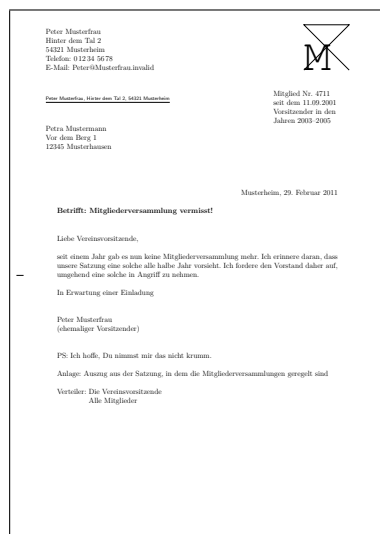 Peter Musterfrau
Hinter dem Tal 2
54321 Musterheim
Telefon: 0 12 34 56 78
E-Mail: Peter@Musterfrau.invalid
M
Peter Musterfrau, Hinter dem Tal 2, 54321 Musterheim
Mitglied Nr. 4711
seit dem 11.09.2001
Vorsitzender in den
Jahren 2003–2005
Petra Mustermann
Vor dem Berg 1
12345 Musterhausen
Musterheim, 29. Februar 2011
Betrifft: Mitgliederversammlung vermisst!
Liebe Vereinsvorsitzende,
seit einem Jahr gab es nun keine Mitgliederversammlung mehr. Ich erinnere daran, dass
unsere Satzung eine solche alle halbe Jahr vorsieht. Ich fordere den Vorstand daher auf,
umgehend eine solche in Angriff zu nehmen.
In Erwartung einer Einladung
Peter Musterfrau
(ehemaliger Vorsitzender)
PS: Ich hoffe, Du nimmst mir das nicht krumm.
Anlage: Auszug aus der Satzung, in dem die Mitgliederversammlungen geregelt sind
Verteiler: Die Vereinsvorsitzende
Alle Mitglieder